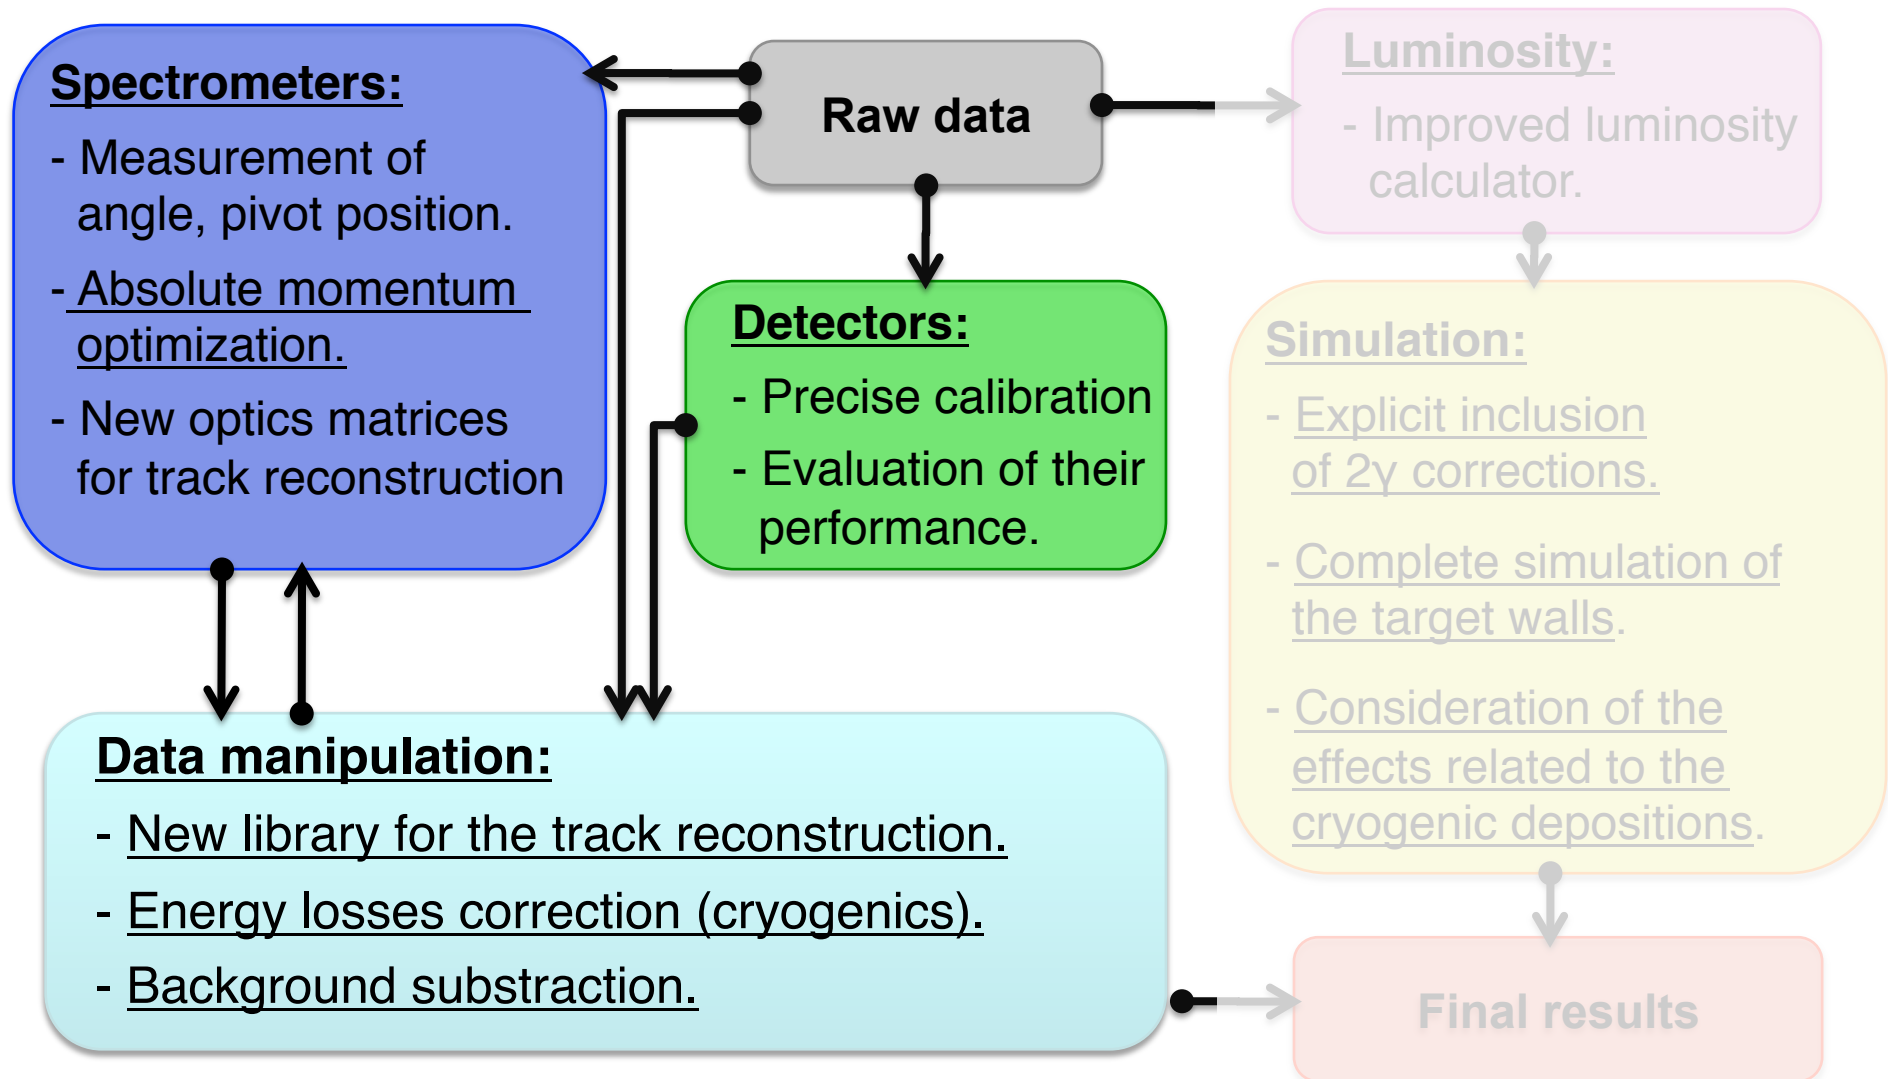 Spectrometers:
- Measurement of
angle, pivot position.
- Absolute momentum
optimization.
- New optics matrices
for track reconstruction
Raw data
Luminosity:
- Improved luminosity
calculator.
Detectors:
- Precise calibration
- Evaluation of their
performance.
Simulation:
- Explicit inclusion
of 2γ corrections.
- Complete simulation of
the target walls.
- Consideration of the
effects related to the
cryogenic depositions.
Data manipulation:
- New library for the track reconstruction.
- Energy losses correction (cryogenics).
- Background substraction.
Final results